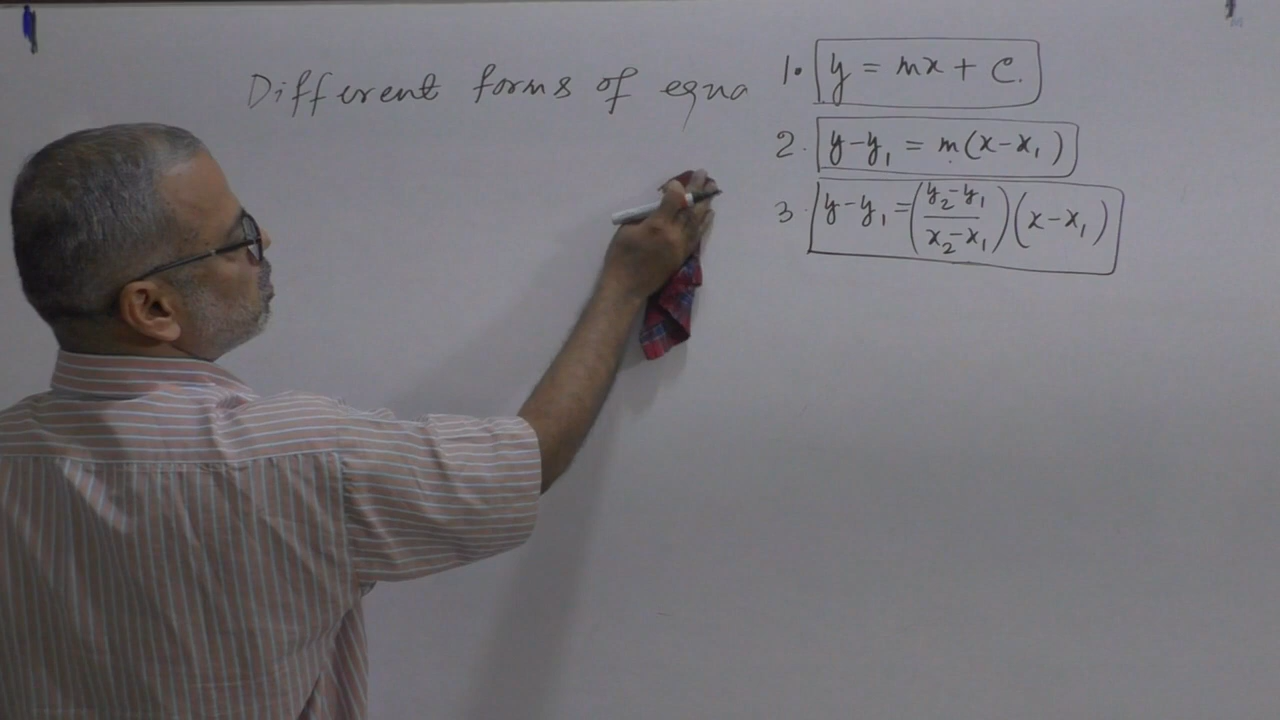 Different forms of equa
1. y = mx + c.
2. y-y₁ = m(x-x₁)
3. y-y₁ = (y₂-y₁/x₂-x₁)(x-x₁)